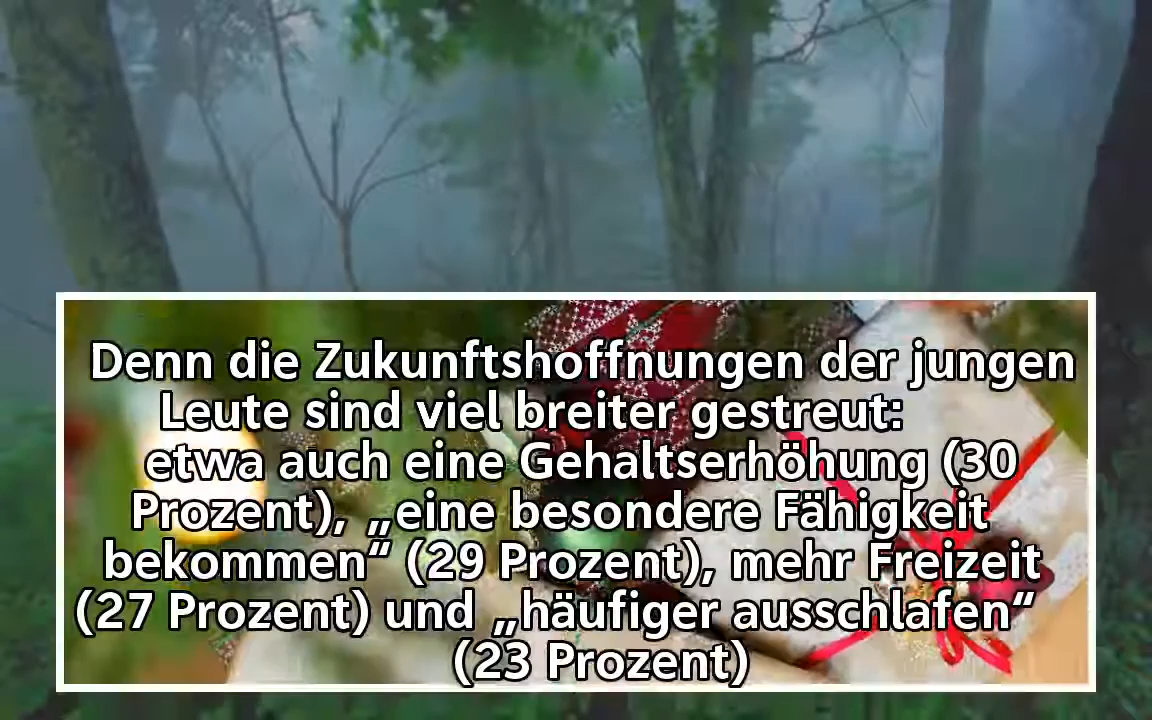 Denn die Zukunftshoffnungen der jungen
Leute sind viel breiter gestreut:
etwa auch eine Gehaltserhöhung (30
Prozent), „eine besondere Fähigkeit
bekommen“ (29 Prozent), mehr Freizeit
(27 Prozent) und „häufiger ausschlafen“
(23 Prozent)